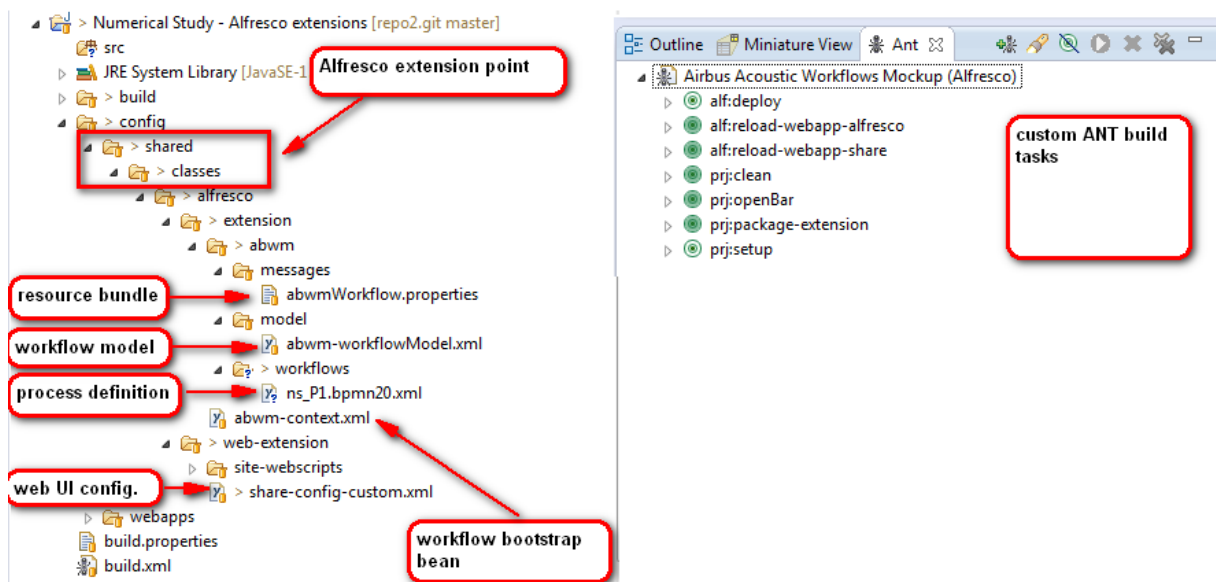 > Numerical Study - Alfresco extensions [repo2.git master]
src
JRE System Library [JavaSE-1
> build
> config
> shared
> classes
> alfresco
> extension
> abwm
messages
abwmWorkflow.properties
model
abwm-workflowModel.xml
> workflows
ns_P1.bpmn20.xml
abwm-context.xml
> web-extension
site-webscripts
> share-config-custom.xml
webapps
build.properties
build.xml
Alfresco extension point
resource bundle
workflow model
process definition
web UI config.
workflow bootstrap
bean
Outline Miniature View Ant
Airbus Acoustic Workflows Mockup (Alfresco)
alf:deploy
alf:reload-webapp-alfresco
alf:reload-webapp-share
prj:clean
prj:openBar
prj:package-extension
prj:setup
custom ANT build
tasks